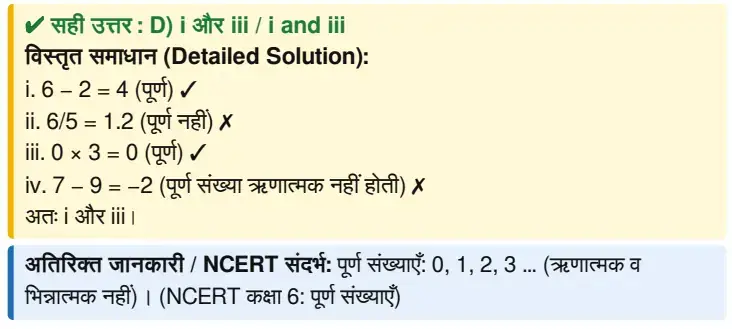 ✔ सही उत्तर : D) i और iii / i and iii
विस्तृत समाधान (Detailed Solution):
i. 6 − 2 = 4 (पूर्ण) ✓
ii. 6/5 = 1.2 (पूर्ण नहीं) ✗
iii. 0 × 3 = 0 (पूर्ण) ✓
iv. 7 − 9 = −2 (पूर्ण संख्या ऋणात्मक नहीं होती) ✗
अतः i और iii।
अतिरिक्त जानकारी / NCERT संदर्भ: पूर्ण संख्याएँ: 0, 1, 2, 3 ... (ऋणात्मक व
भिन्नात्मक नहीं) । (NCERT कक्षा 6: पूर्ण संख्याएँ)